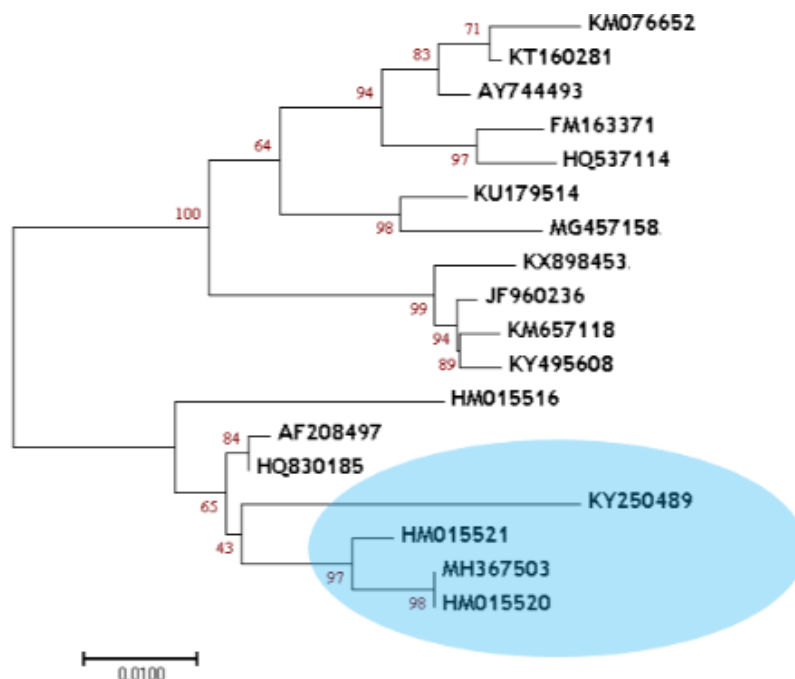 KM076652
71
KT160281
83
AY744493
94
FM163371
97
HQ537114
64
KU179514
98
MG457158.
100
KX898453.
JF960236
99
KM657118
94
KY495608
89
HM015516
AF208497
84
HQ830185
65
KY250489
HM015521
43
MH367503
97
HM015520
98
0.0100